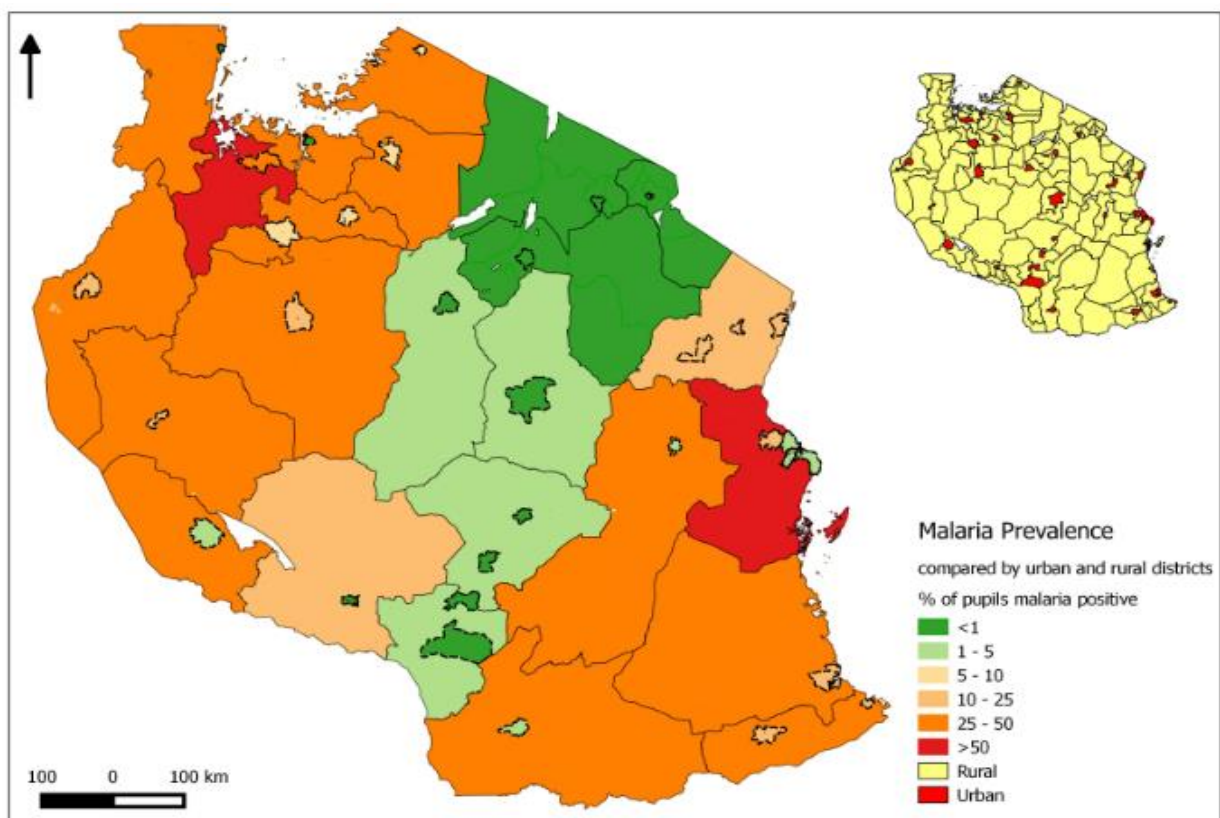 Malaria Prevalence
compared by urban and rural districts
% of pupils malaria positive
<1
1 - 5
5 - 10
10 - 25
25 - 50
>50
Rural
Urban
100 0 100 km